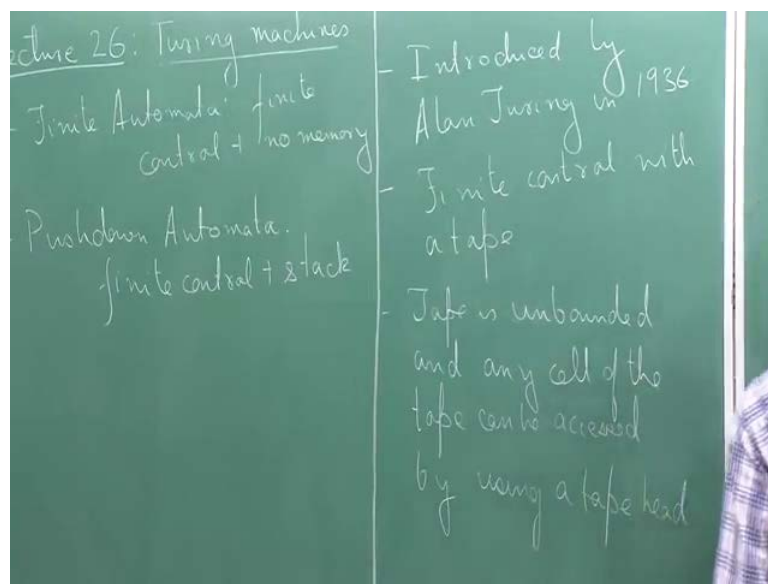 ecture 26: Turing machines
- Finite Automata: finite
control + no memory
- Pushdown Automata.
finite control + stack
- Introduced by
Alan Turing in 1936
- Finite control with
a tape
- Tape is unbounded
and any cell of the
tape can be accessed
by using a tape head